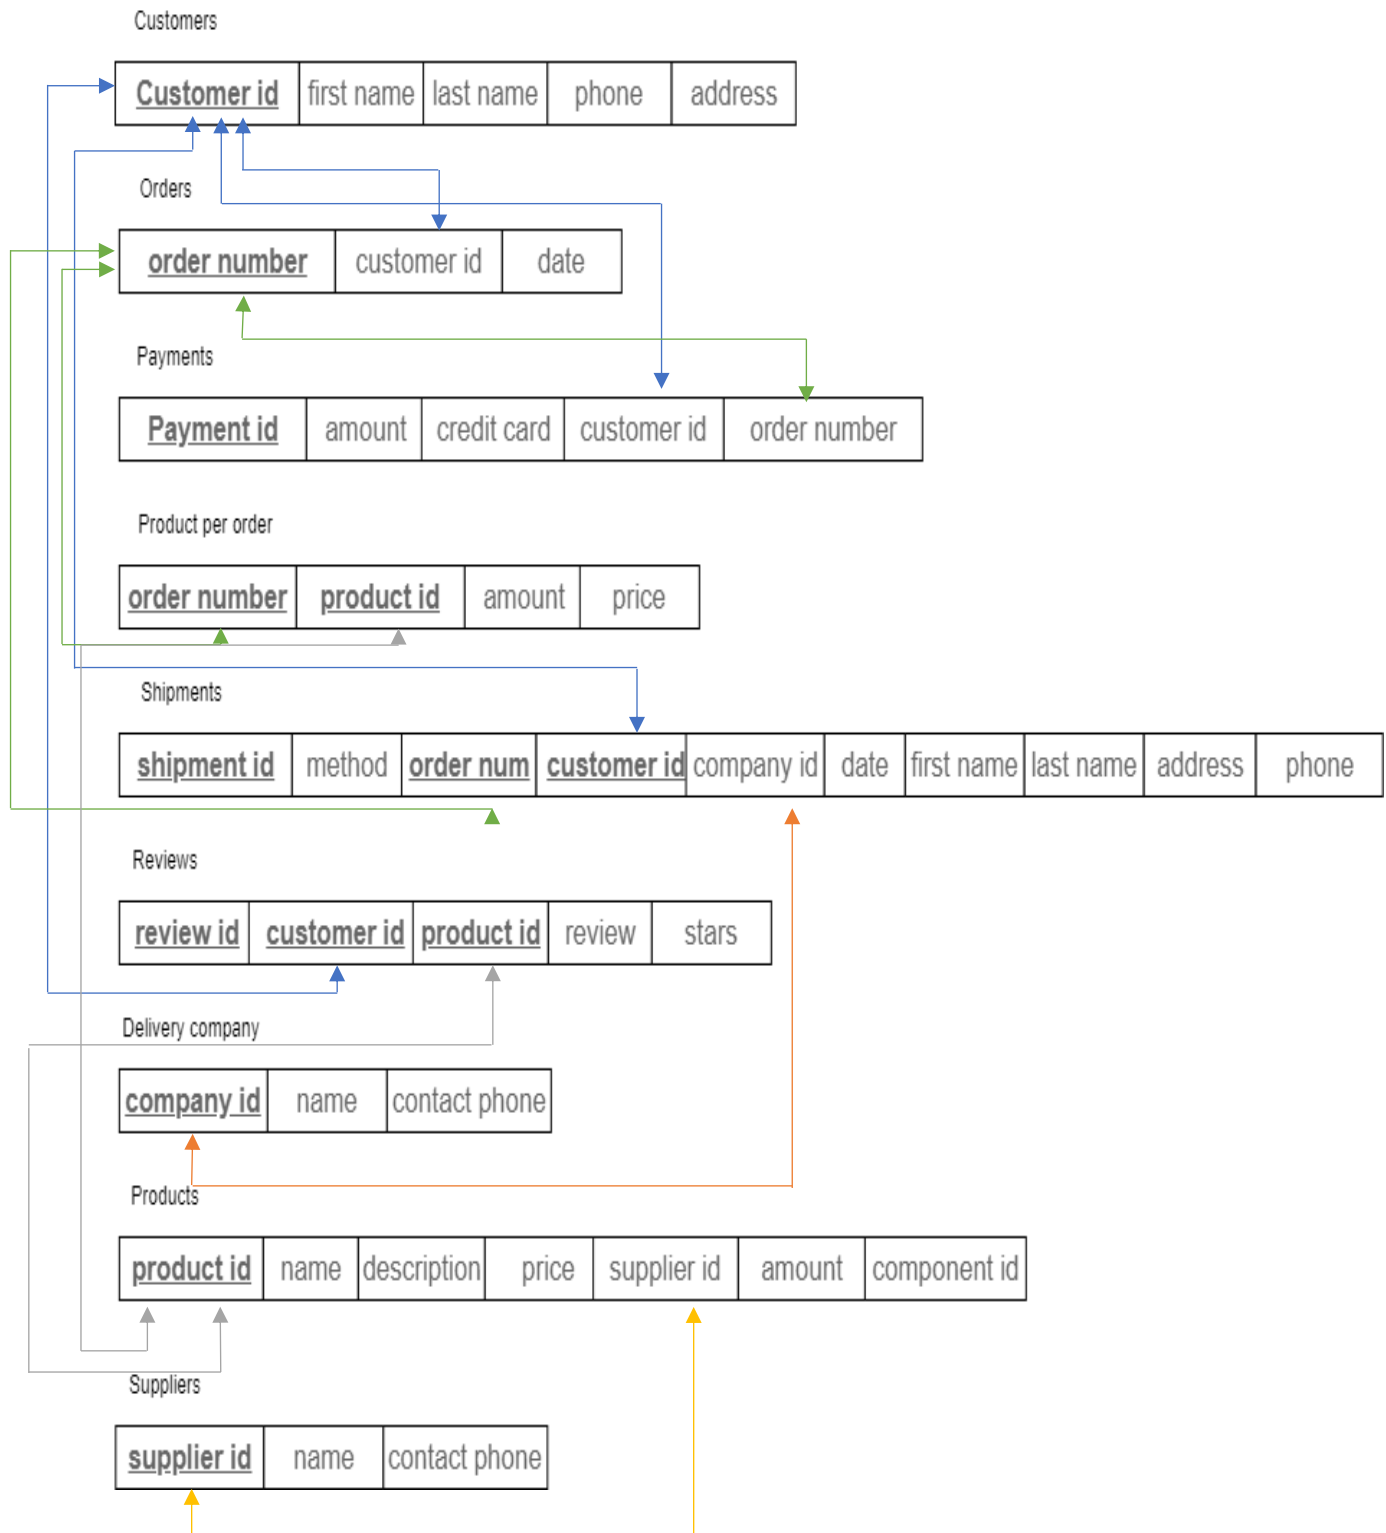 Customers
Customer id first name last name phone address
Orders
order number customer id date
Payments
Payment id amount credit card customer id order number
Product per order
order number product id amount price
Shipments
shipment id method order num customer id company id date first name last name address phone
Reviews
review id customer id product id review stars
Delivery company
company id name contact phone
Products
product id name description price supplier id amount component id
Suppliers
supplier id name contact phone